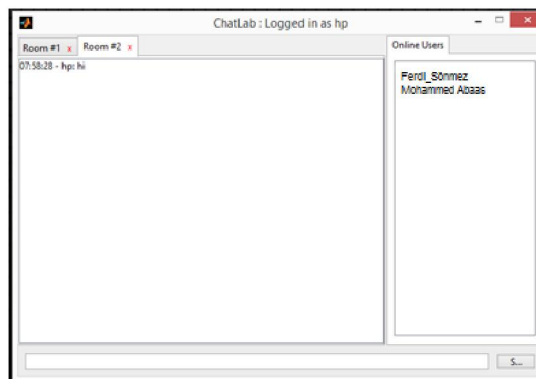 ChatLab : Logged in as hp
Room #1 x
Room #2 x
Online Users
07:58:28 - hp: hi
Ferdi_Sönmez
Mohammed Abaas
S...